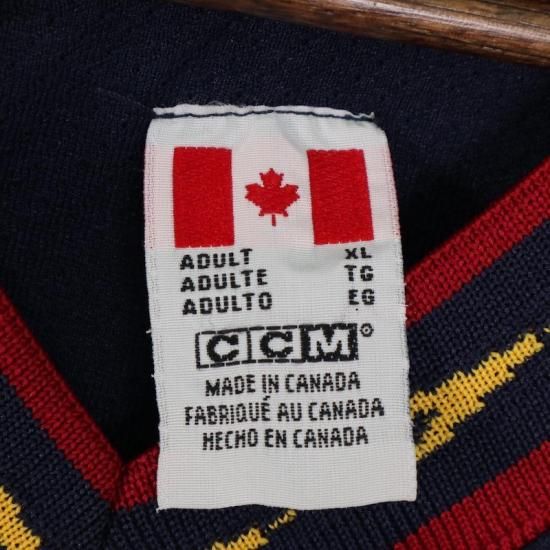 ADULT XL
ADULTE TG
ADULTO EG
CCM®
MADE IN CANADA
FABRIQUÉ AU CANADA
HECHO EN CANADA